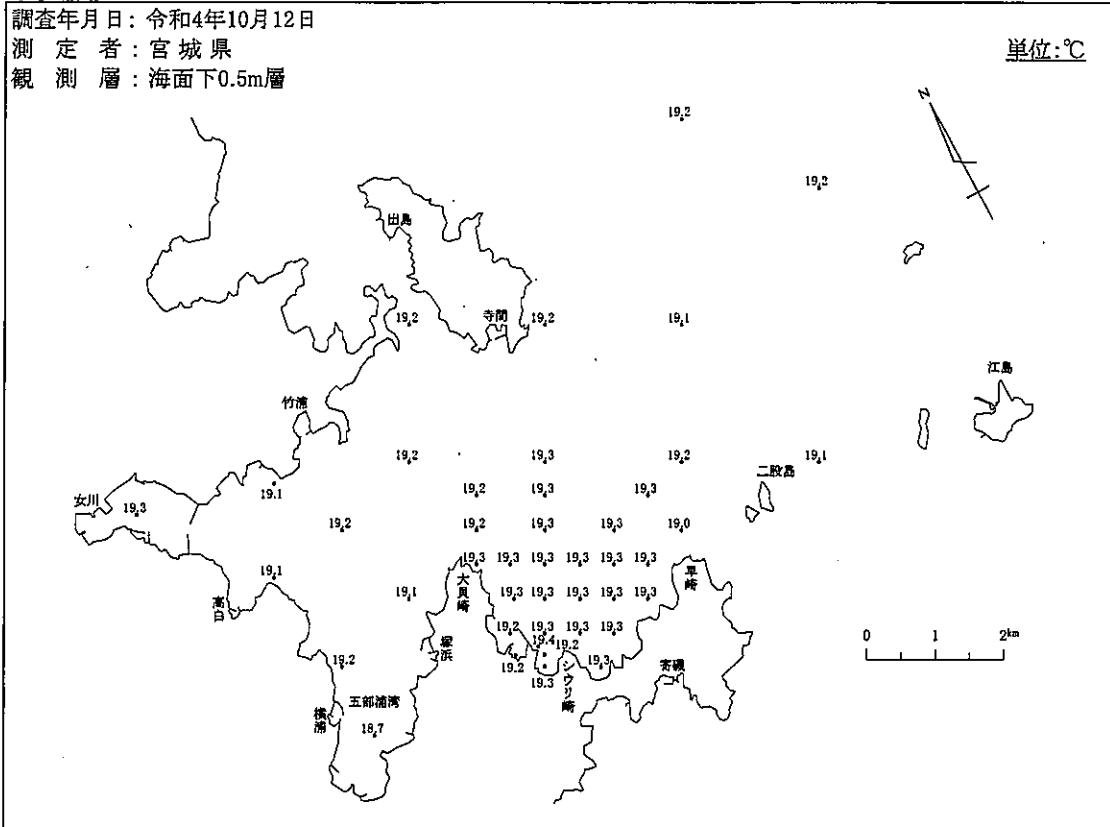 調査年月日：令和4年10月12日
測定者：宮城県
単位：℃
観測層：海面下0.5m層
N
19.2
19.2
出島
19.2
寺間
19.2
19.1
江島
竹浦
19.2
19.3
19.2
19.1
二股島
女川
19.3
19.1
19.2
19.3
19.3
19.2
19.2
19.3
19.3
19.0
19.3
19.3
19.3
19.3
19.3
19.3
19.1
大貝崎
早崎
高白
19.1
19.3
19.3
19.3
19.3
19.3
0 1 2km
19.2
19.3
19.3
19.3
塚浜
19.4
19.2
19.2
19.2
シウリ崎
19.3
寄磯
19.3
五部浦湾
横浦
18.7